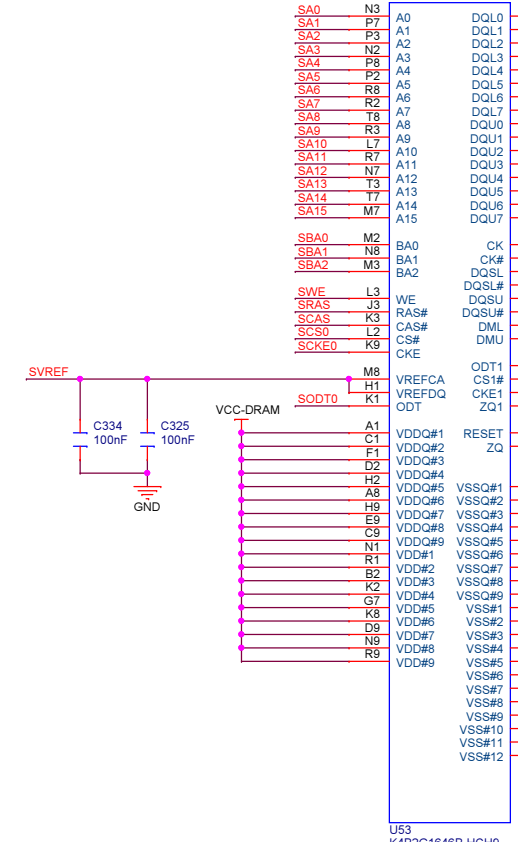 SA0 N3 A0 DQL0
SA1 P7 A1 DQL1
SA2 P3 A2 DQL2
SA3 N2 A3 DQL3
SA4 P8 A4 DQL4
SA5 P2 A5 DQL5
SA6 R8 A6 DQL6
SA7 R2 A7 DQL7
SA8 T8 A8 DQU0
SA9 R3 A9 DQU1
SA10 L7 A10 DQU2
SA11 R7 A11 DQU3
SA12 N7 A12 DQU4
SA13 T3 A13 DQU5
SA14 T7 A14 DQU6
SA15 M7 A15 DQU7
SBA0 M2 BA0 CK
SBA1 N8 BA1 CK#
SBA2 M3 BA2 DQSL
DQSL#
SWE L3 WE DQSU
SRAS J3 RAS# DQSU#
SCAS K3 CAS# DML
SCS0 L2 CS# DMU
SCKE0 K9 CKE
ODT1
SVREF M8 VREFCA CS1#
H1 VREFDQ CKE1
SODT0 K1 ODT ZQ1
VCC-DRAM
C334 C325
100nF 100nF
GND
A1 VDDQ#1 RESET
C1 VDDQ#2 ZQ
F1 VDDQ#3
D2 VDDQ#4
H2 VDDQ#5 VSSQ#1
A8 VDDQ#6 VSSQ#2
H9 VDDQ#7 VSSQ#3
E9 VDDQ#8 VSSQ#4
C9 VDDQ#9 VSSQ#5
N1 VDD#1 VSSQ#6
R1 VDD#2 VSSQ#7
B2 VDD#3 VSSQ#8
K2 VDD#4 VSSQ#9
G7 VDD#5 VSS#1
K8 VDD#6 VSS#2
D9 VDD#7 VSS#3
N9 VDD#8 VSS#4
R9 VDD#9 VSS#5
VSS#6
VSS#7
VSS#8
VSS#9
VSS#10
VSS#11
VSS#12
U53